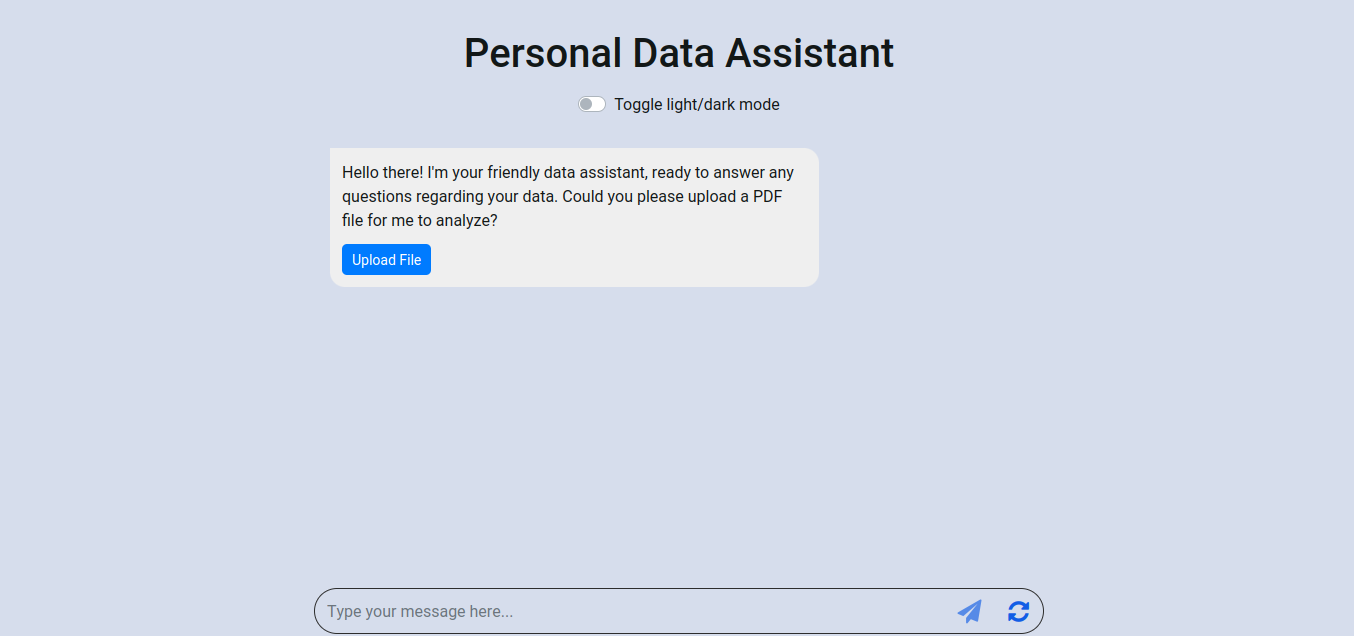 Personal Data Assistant
Toggle light/dark mode
Hello there! I'm your friendly data assistant, ready to answer any
questions regarding your data. Could you please upload a PDF
file for me to analyze?
Upload File
Type your message here...